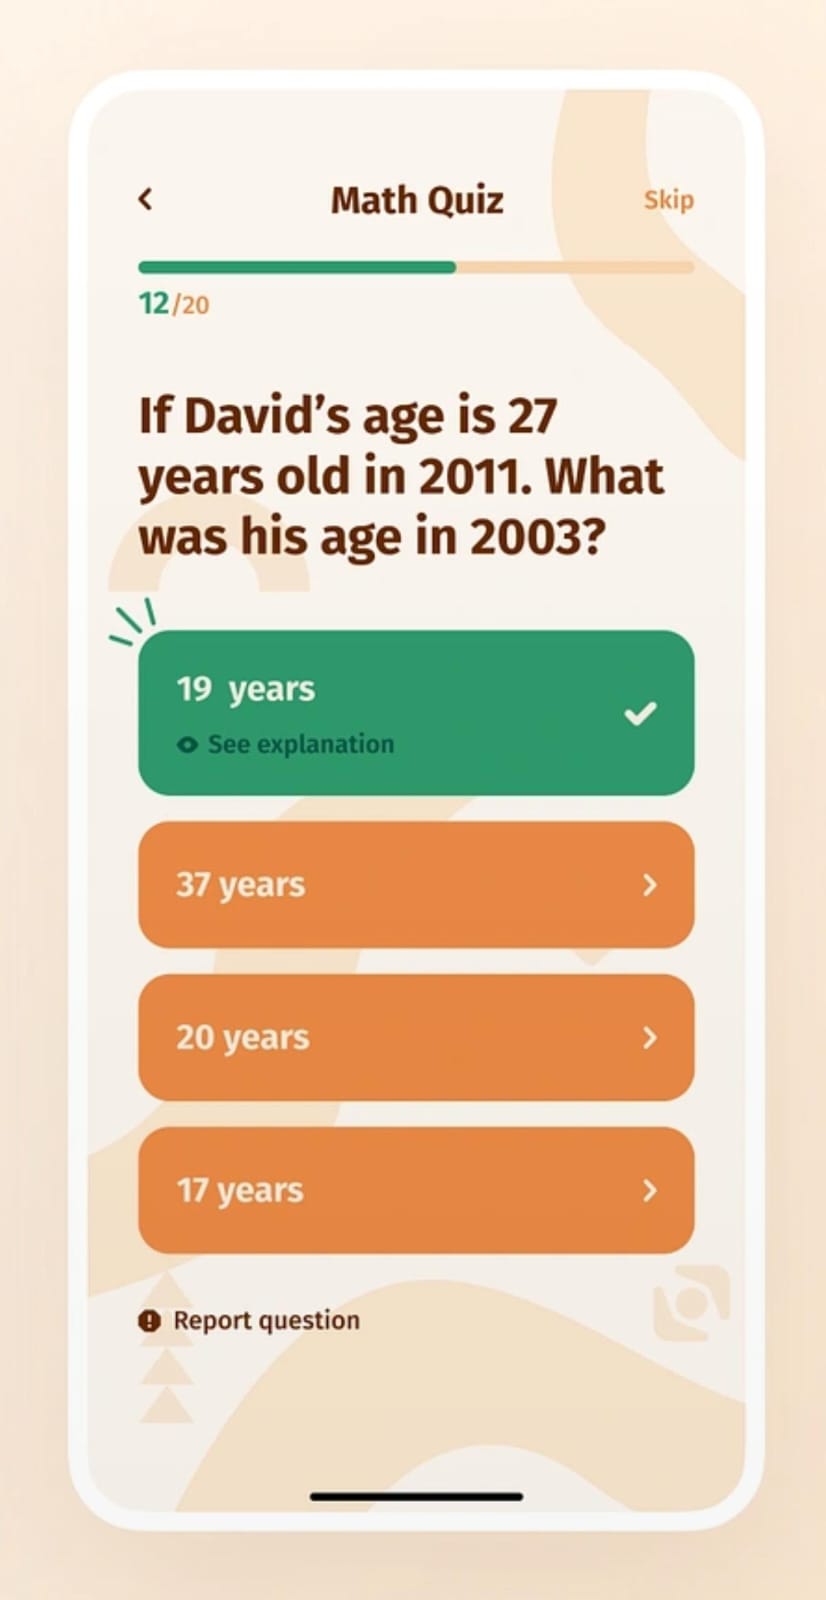 Math Quiz
Skip
12/20
If David’s age is 27
years old in 2011. What
was his age in 2003?
19 years
See explanation
37 years
20 years
17 years
Report question